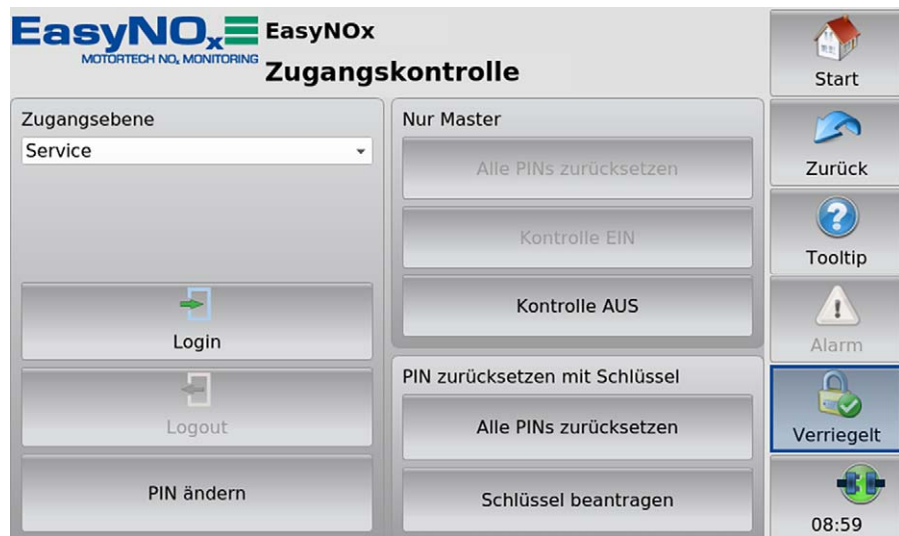 EasyNOx
MOTORTECH NOx MONITORING
EasyNOx
Zugangskontrolle
Zugangsebene
Service
Login
Logout
PIN ändern
Nur Master
Alle PINs zurücksetzen
Kontrolle EIN
Kontrolle AUS
PIN zurücksetzen mit Schlüssel
Alle PINs zurücksetzen
Schlüssel beantragen
Start
Zurück
Tooltip
Alarm
Verriegelt
08:59